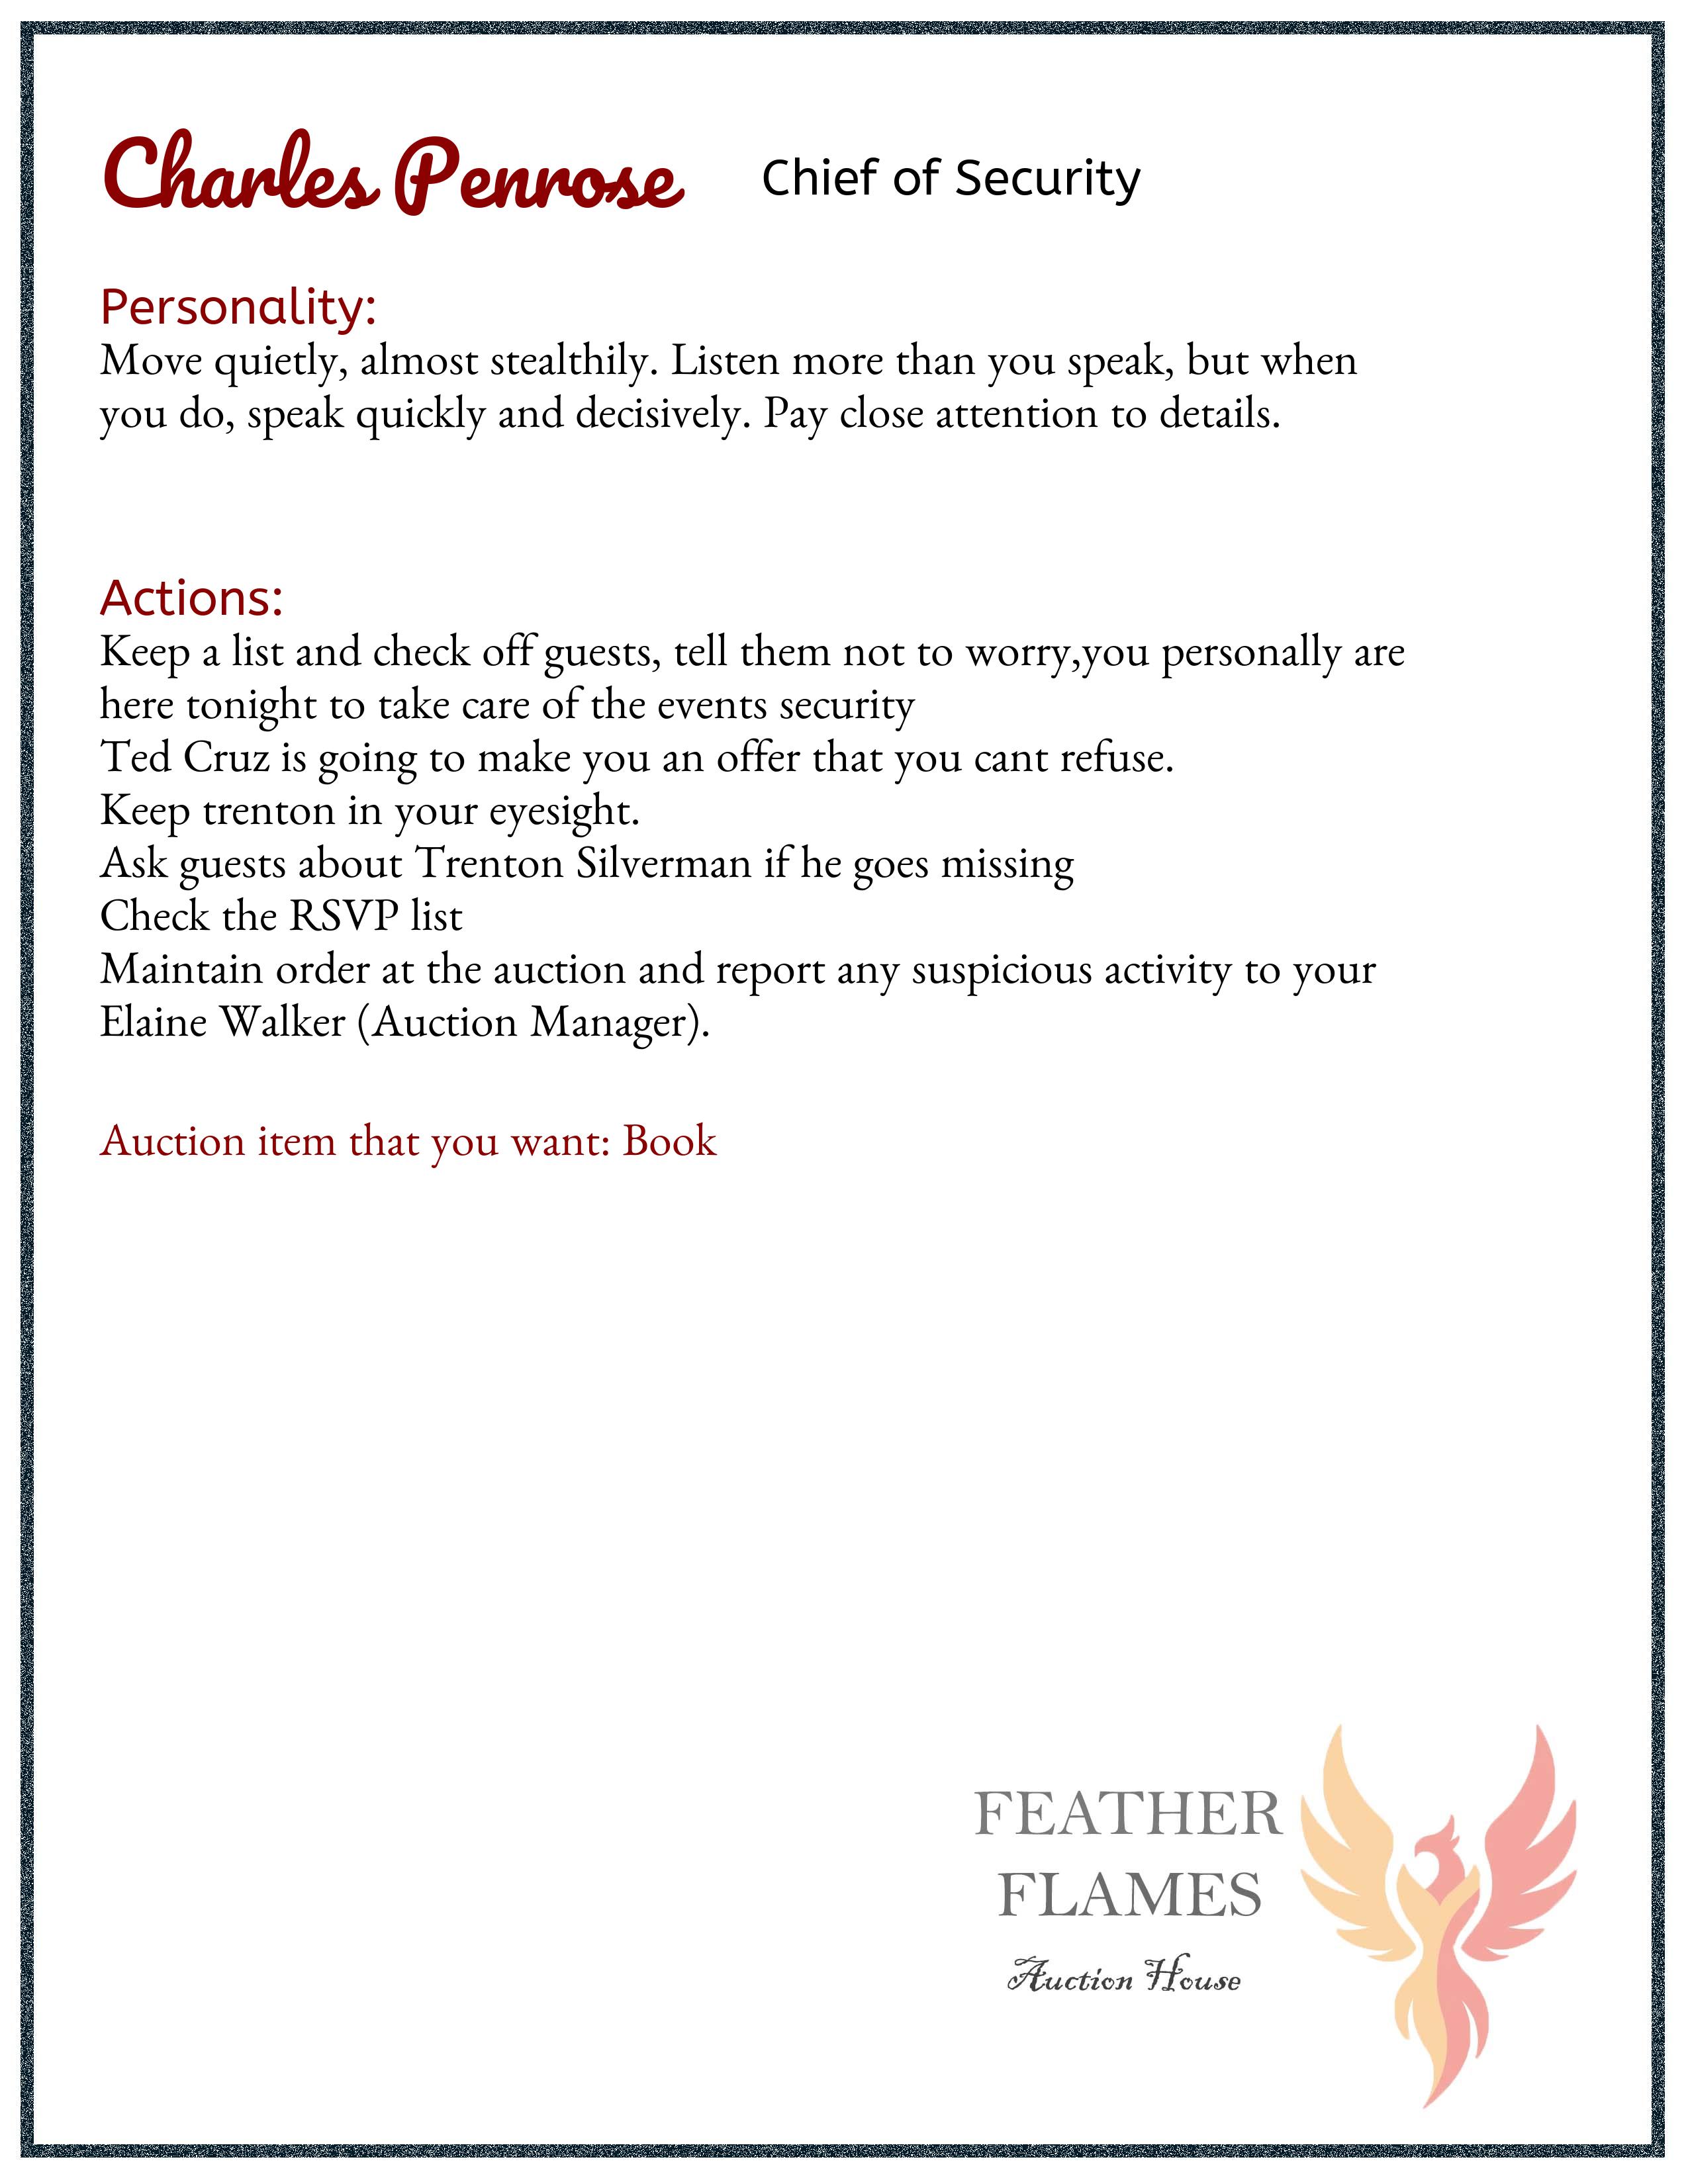 Charles Penrose Chief of Security
Personality:
Move quietly, almost stealthily. Listen more than you speak, but when
you do, speak quickly and decisively. Pay close attention to details.
Actions:
Keep a list and check off guests, tell them not to worry,you personally are
here tonight to take care of the events security
Ted Cruz is going to make you an offer that you cant refuse.
Keep trenton in your eyesight.
Ask guests about Trenton Silverman if he goes missing
Check the RSVP list
Maintain order at the auction and report any suspicious activity to your
Elaine Walker (Auction Manager).
Auction item that you want: Book
FEATHER
FLAMES
Auction House